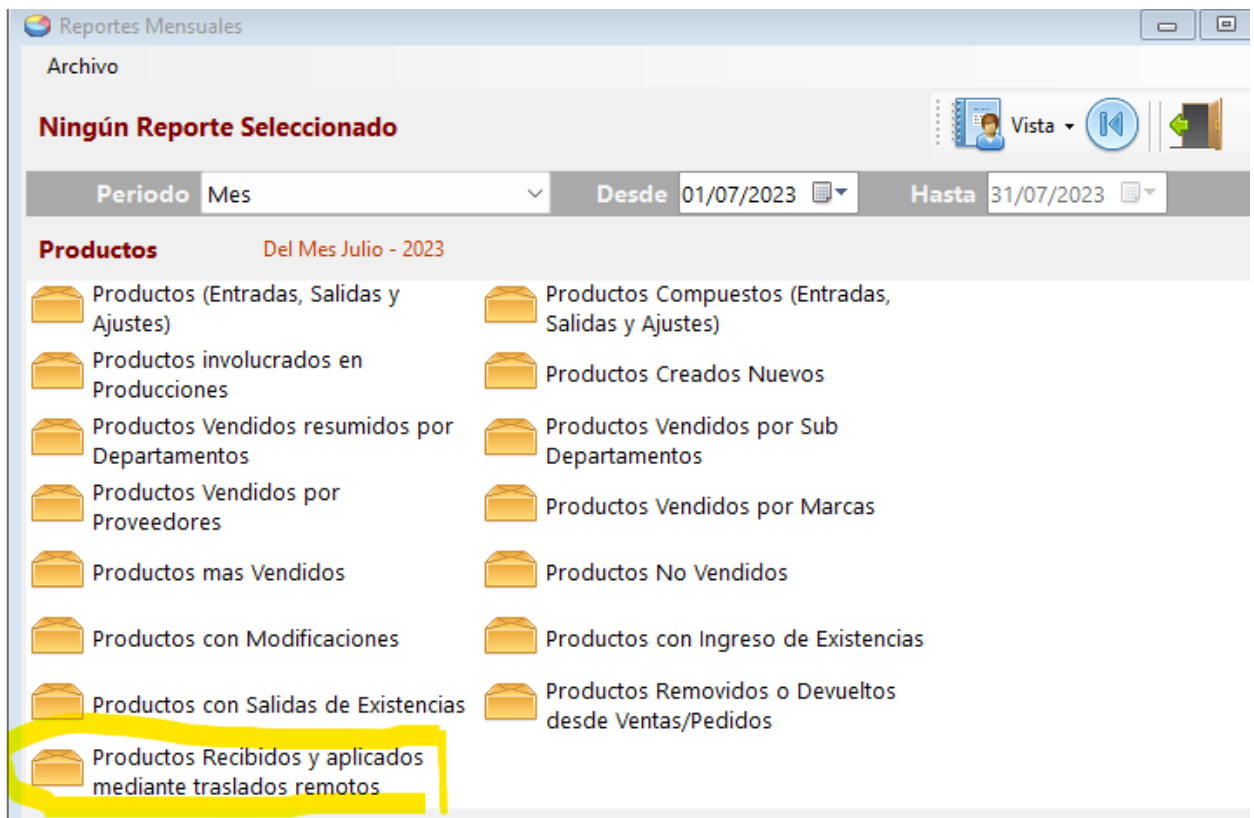 Reportes Mensuales
Archivo
Ningún Reporte Seleccionado
Vista
Periodo Mes Desde 01/07/2023 Hasta 31/07/2023
Productos Del Mes Julio - 2023
Productos (Entradas, Salidas y
Ajustes)
Productos Compuestos (Entradas,
Salidas y Ajustes)
Productos involucrados en
Producciones
Productos Creados Nuevos
Productos Vendidos resumidos por
Departamentos
Productos Vendidos por Sub
Departamentos
Productos Vendidos por
Proveedores
Productos Vendidos por Marcas
Productos mas Vendidos
Productos No Vendidos
Productos con Modificaciones
Productos con Ingreso de Existencias
Productos con Salidas de Existencias
Productos Removidos o Devueltos
desde Ventas/Pedidos
Productos Recibidos y aplicados
mediante traslados remotos